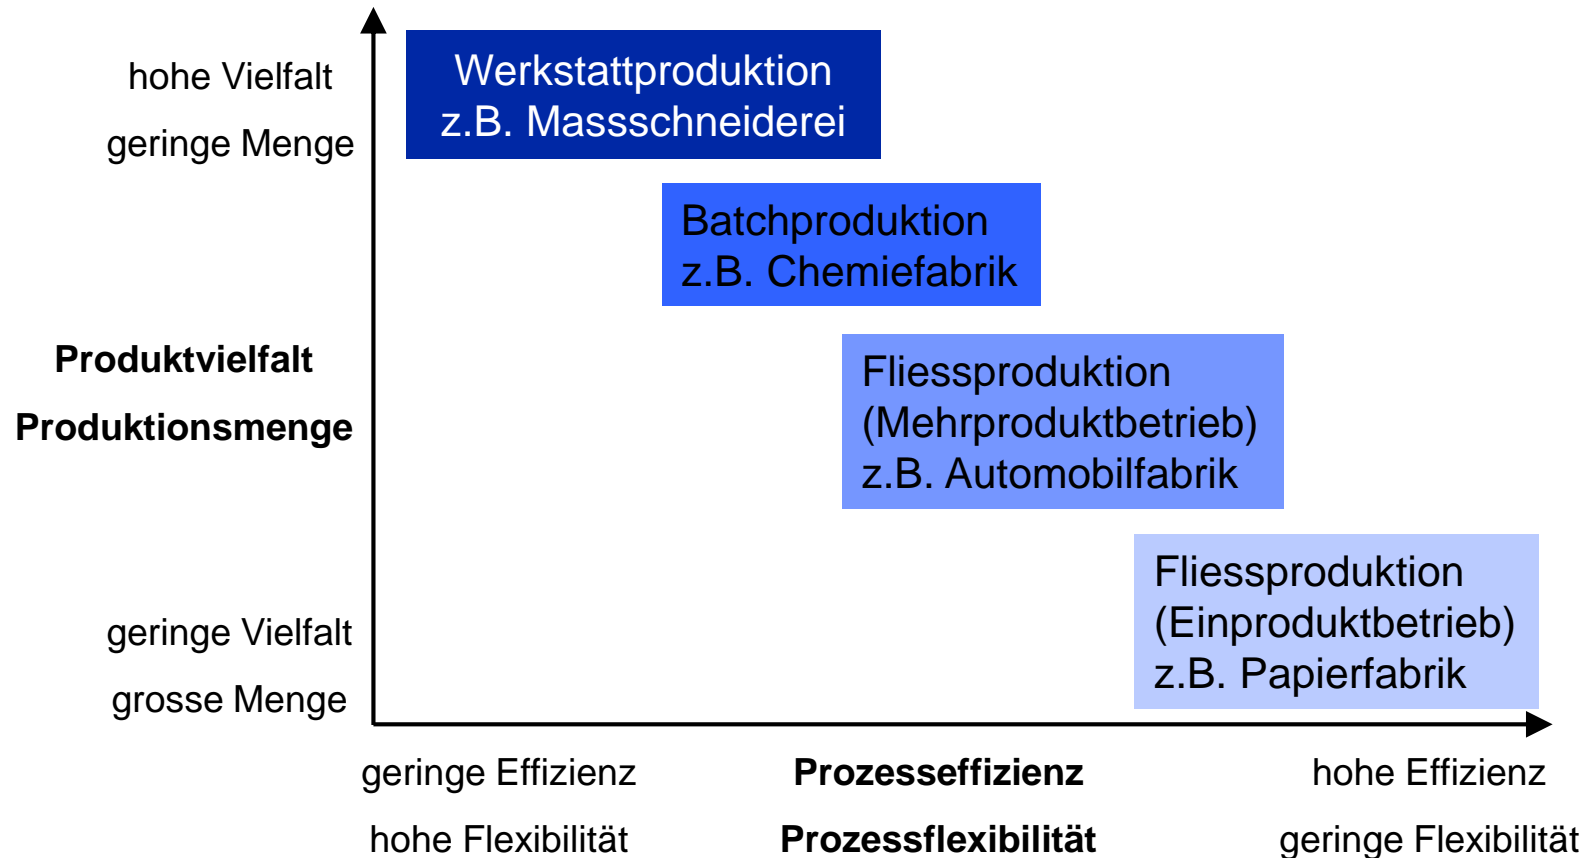 hohe Vielfalt
geringe Menge
Werkstattproduktion
z.B. Massschneiderei
Batchproduktion
z.B. Chemiefabrik
Produktvielfalt
Produktionsmenge
Fliessproduktion
(Mehrproduktbetrieb)
z.B. Automobilfabrik
Fliessproduktion
(Einproduktbetrieb)
z.B. Papierfabrik
geringe Vielfalt
grosse Menge
geringe Effizienz
hohe Flexibilität
Prozesseffizienz
Prozessflexibilität
hohe Effizienz
geringe Flexibilität